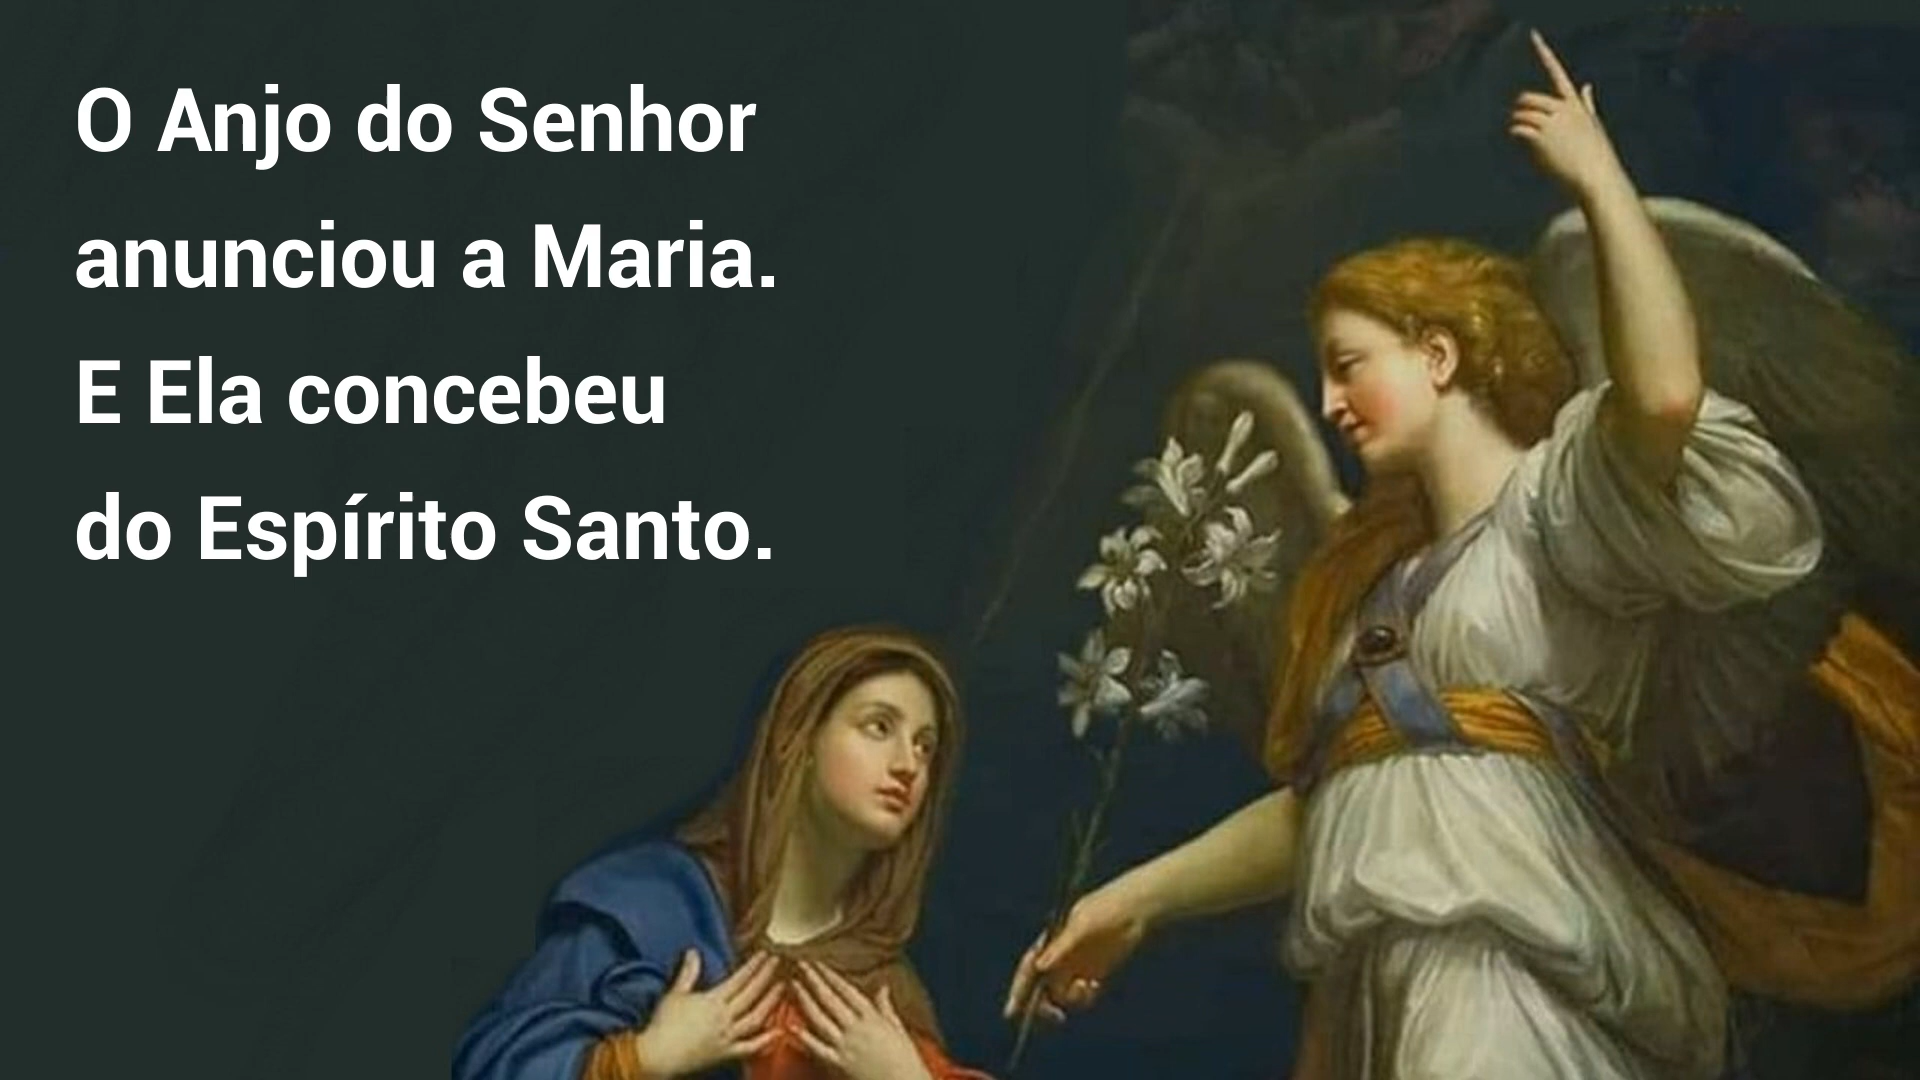 O Anjo do Senhor
anunciou a Maria.
E Ela concebeu
do Espírito Santo.